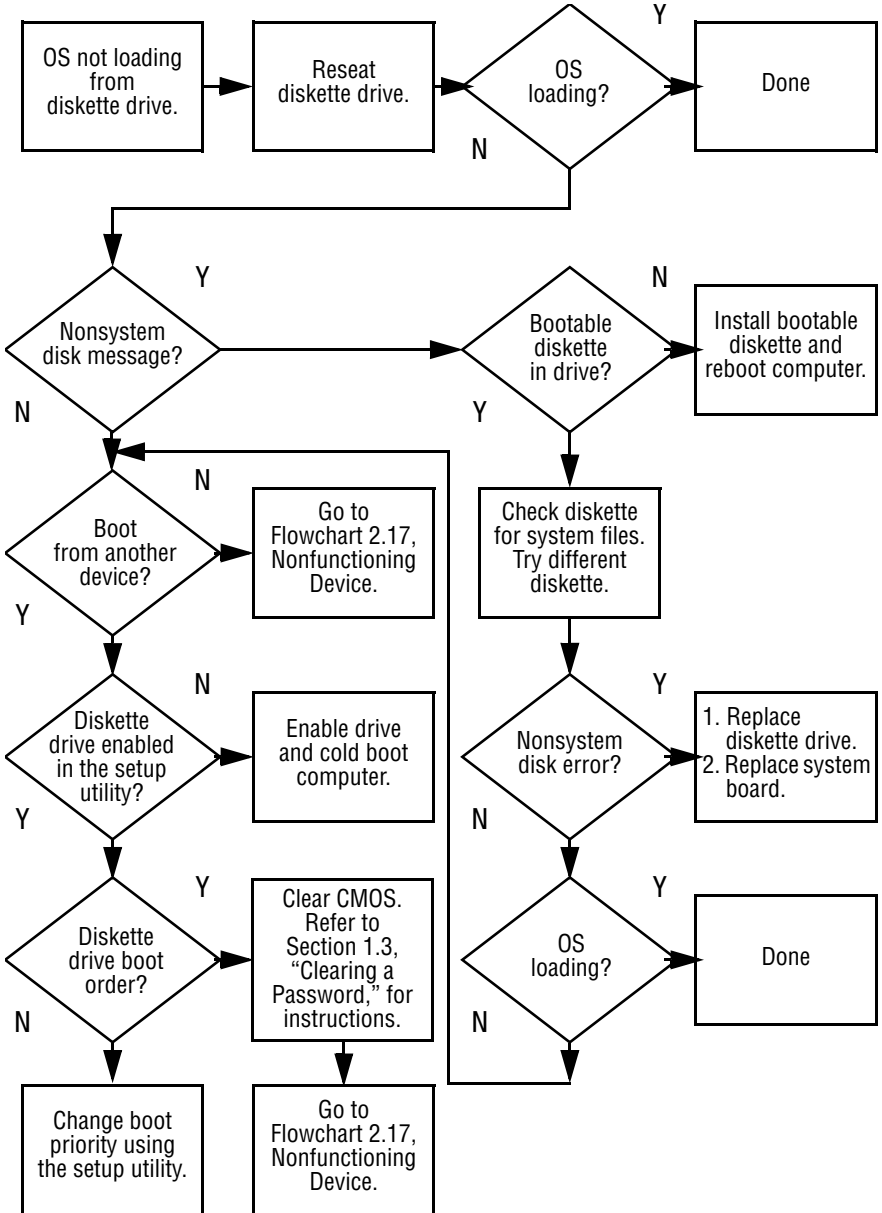 Y
OS not loading
from
diskette drive.
Reseat
diskette drive.
OS
loading?
Done
N
Y
N
Nonsystem
disk message?
Bootable
diskette
in drive?
Install bootable
diskette and
reboot computer.
N
Y
N
Boot
from another
device?
Go to
Flowchart 2.17,
Nonfunctioning
Device.
Check diskette
for system files.
Try different
diskette.
Y
N
Y
Diskette
drive enabled
in the setup
utility?
Enable drive
and cold boot
computer.
Nonsystem
disk error?
1. Replace
diskette drive.
2. Replace system
board.
Y
N
Y
Y
Diskette
drive boot
order?
Clear CMOS.
Refer to
Section 1.3,
“Clearing a
Password,” for
instructions.
OS
loading?
Done
N
N
Change boot
priority using
the setup utility.
Go to
Flowchart 2.17,
Nonfunctioning
Device.